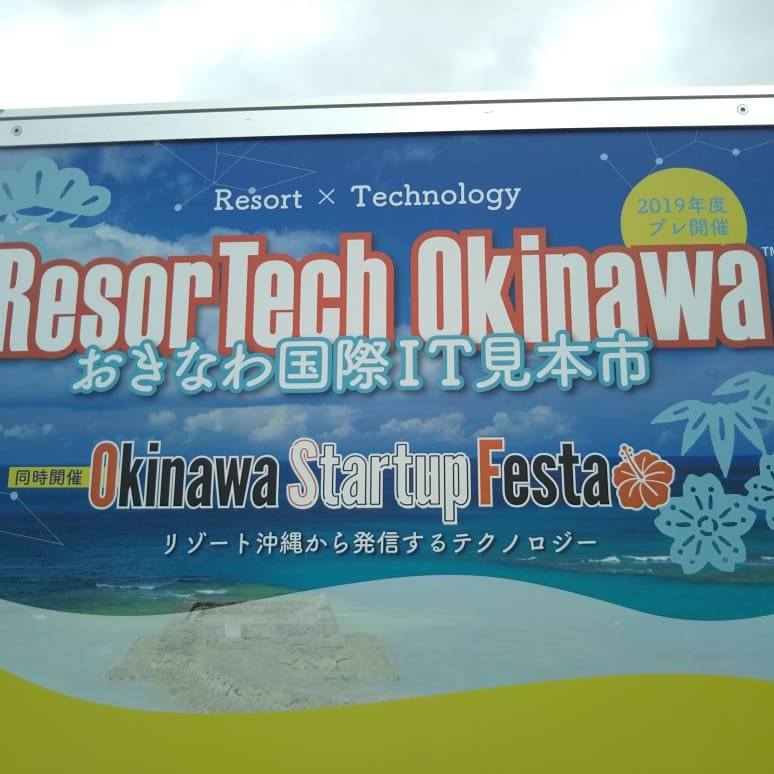 Resort × Technology
2019年度
プレ開催
ResorTech Okinawa™
おきなわ国際IT見本市
同時開催
Okinawa Startup Festa
リゾート沖縄から発信するテクノロジー